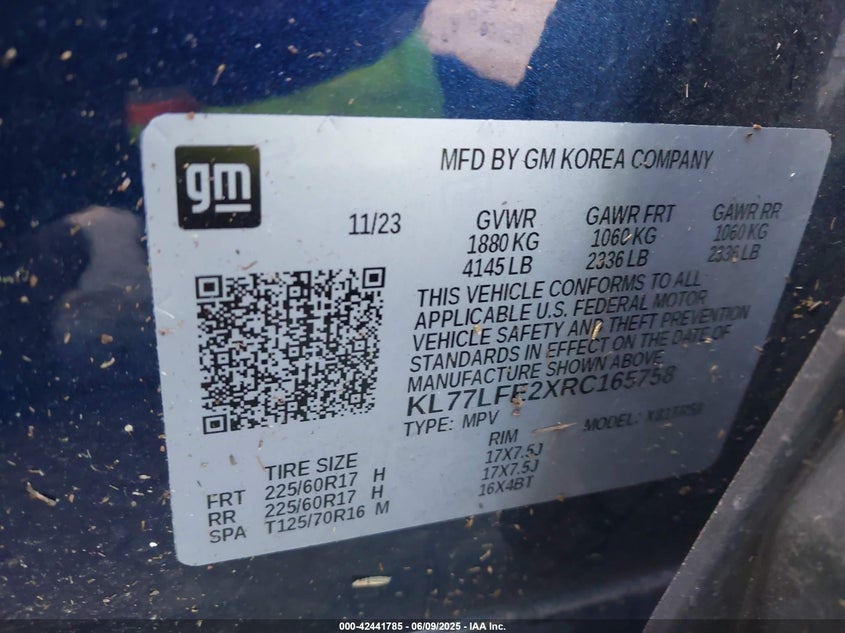 gm
MFD BY GM KOREA COMPANY
11/23
GVWR
1880 KG
4145 LB
GAWR FRT
1060 KG
2336 LB
GAWR RR
1060 KG
2336 LB
THIS VEHICLE CONFORMS TO ALL
APPLICABLE U.S. FEDERAL MOTOR
VEHICLE SAFETY AND THEFT PREVENTION
STANDARDS IN EFFECT ON THE DATE OF
MANUFACTURE SHOWN ABOVE
KL77LFE2XRC165758
TYPE: MPV
MODEL:
TIRE SIZE
RIM
FRT 225/60R17 H 17X7.5J
RR 225/60R17 H 17X7.5J
SPA T125/70R16 M 16X4BT
000-42441785 - 06/09/2025 - IAA Inc.